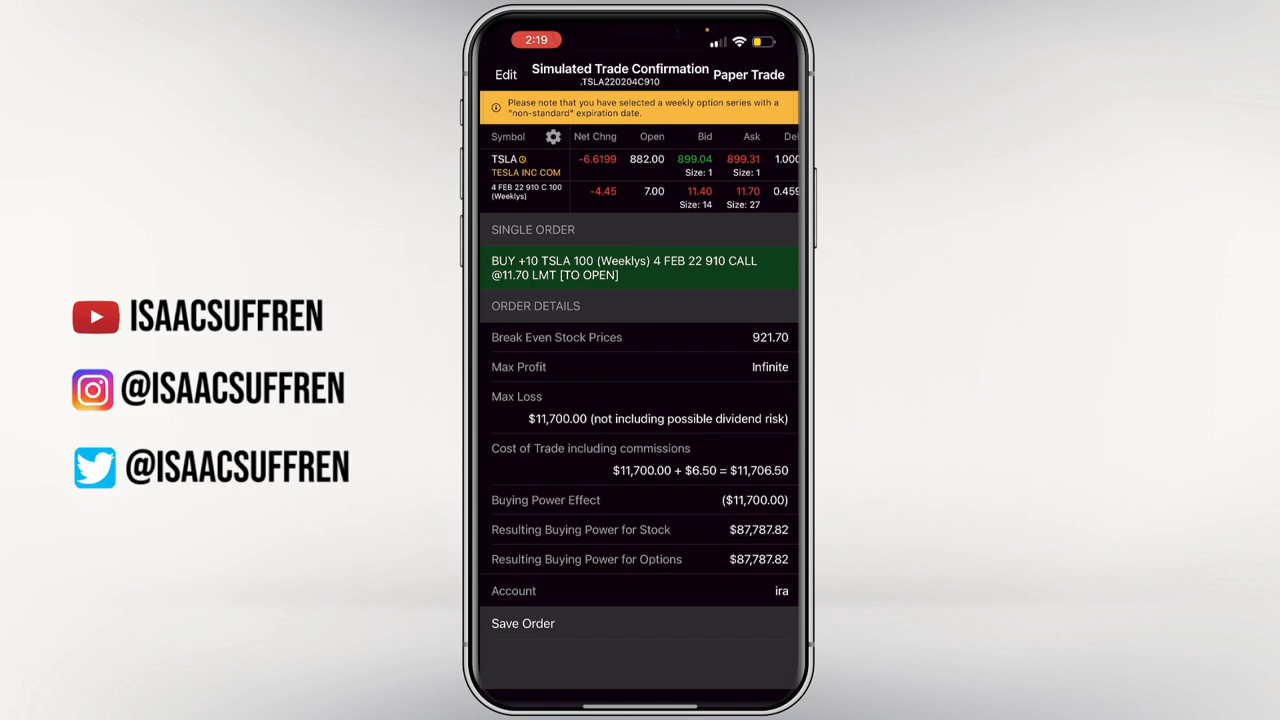 2:19
Edit
Simulated Trade Confirmation
.TSLA220204C910
Paper Trade
Please note that you have selected a weekly option series with a
"non-standard" expiration date.
Symbol Net Chng Open Bid Ask Del
TSLA -6.6199 882.00 899.04 899.31 1.000
TESLA INC COM Size: 1 Size: 1
4 FEB 22 910 C 100 -4.45 7.00 11.40 11.70 0.459
(Weeklys) Size: 14 Size: 27
SINGLE ORDER
BUY +10 TSLA 100 (Weeklys) 4 FEB 22 910 CALL
@11.70 LMT [TO OPEN]
ORDER DETAILS
Break Even Stock Prices 921.70
Max Profit Infinite
Max Loss
$11,700.00 (not including possible dividend risk)
Cost of Trade including commissions
$11,700.00 + $6.50 = $11,706.50
Buying Power Effect ($11,700.00)
Resulting Buying Power for Stock $87,787.82
Resulting Buying Power for Options $87,787.82
Account ira
Save Order
ISAACSUFFREN
@ISAACSUFFREN
@ISAACSUFFREN